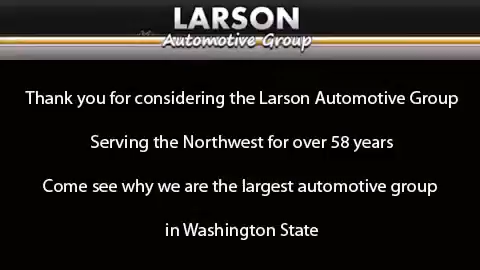 LARSON
Automotive Group
Thank you for considering the Larson Automotive Group
Serving the Northwest for over 58 years
Come see why we are the largest automotive group
in Washington State